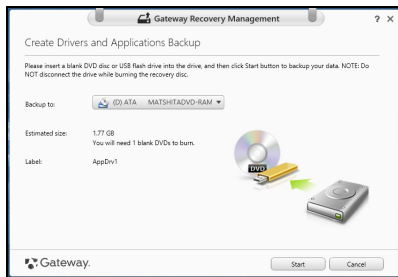 Gateway Recovery Management
? ×
Create Drivers and Applications Backup
Please insert a blank DVD disc or USB flash drive into the drive, and then click Start button to backup your data. NOTE: Do
NOT disconnect the drive while burning the recovery disc.
Backup to: (D) ATA MATSHITADVD-RAM
Estimated size: 1.77 GB
You will need 1 blank DVDs to burn.
Label: AppDrv1
DVD
Gateway. Start Cancel